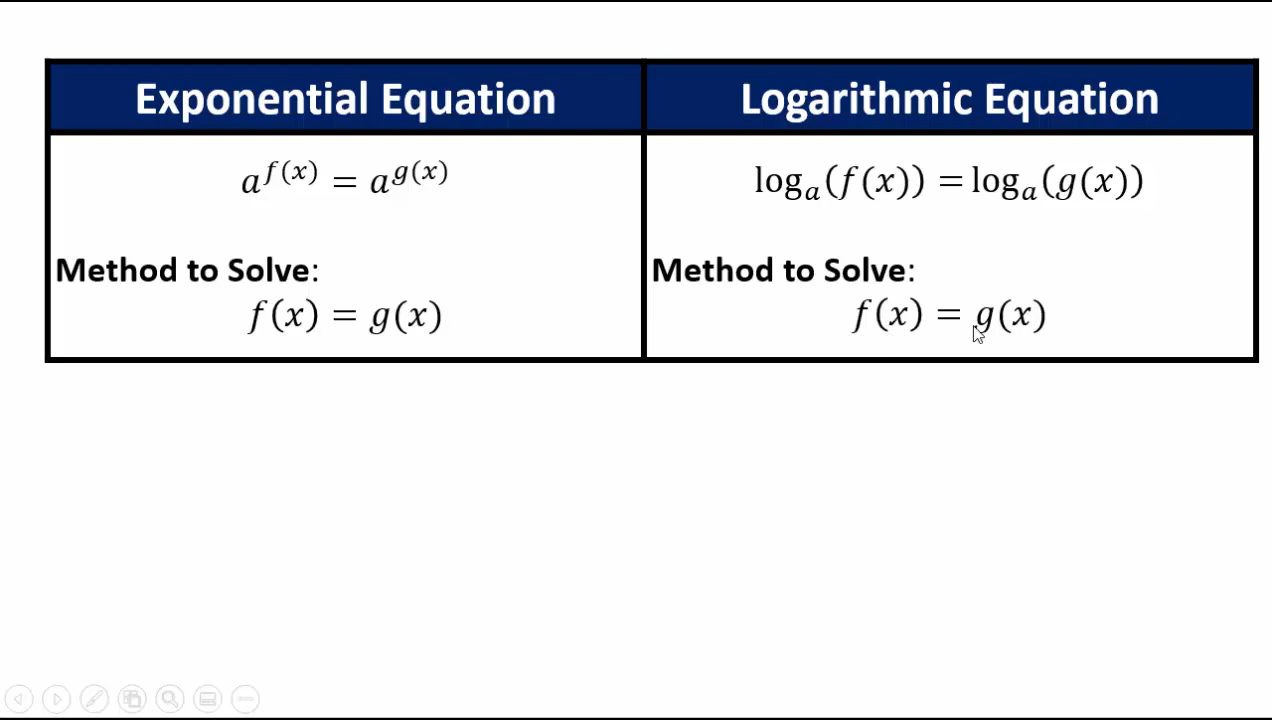 Exponential Equation
a^{f(x)} = a^{g(x)}
Method to Solve:
f(x) = g(x)
Logarithmic Equation
log_a(f(x)) = log_a(g(x))
Method to Solve:
f(x) = g(x)